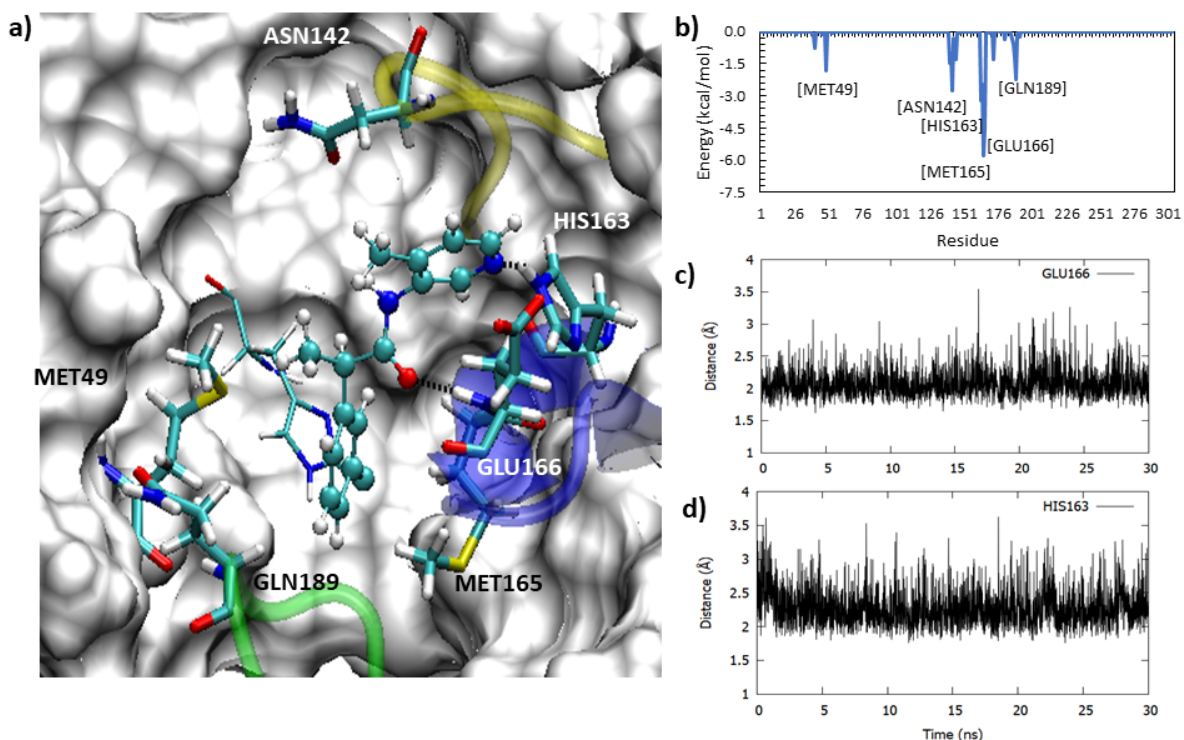 a)
ASN142
HIS163
MET49
GLU166
GLN189
MET165
b)
Energy (kcal/mol)
0.0
-1.5
-3.0
-4.5
-6.0
-7.5
[MET49]
[ASN142]
[HIS163]
[GLN189]
[GLU166]
[MET165]
1 26 51 76 101 126 151 176 201 226 251 276 301
Residue
c)
GLU166
Distance (Å)
4
3.5
3
2.5
2
1.5
1
0 5 10 15 20 25 30
d)
HIS163
Distance (Å)
4
3.5
3
2.5
2
1.5
1
0 5 10 15 20 25 30
Time (ns)